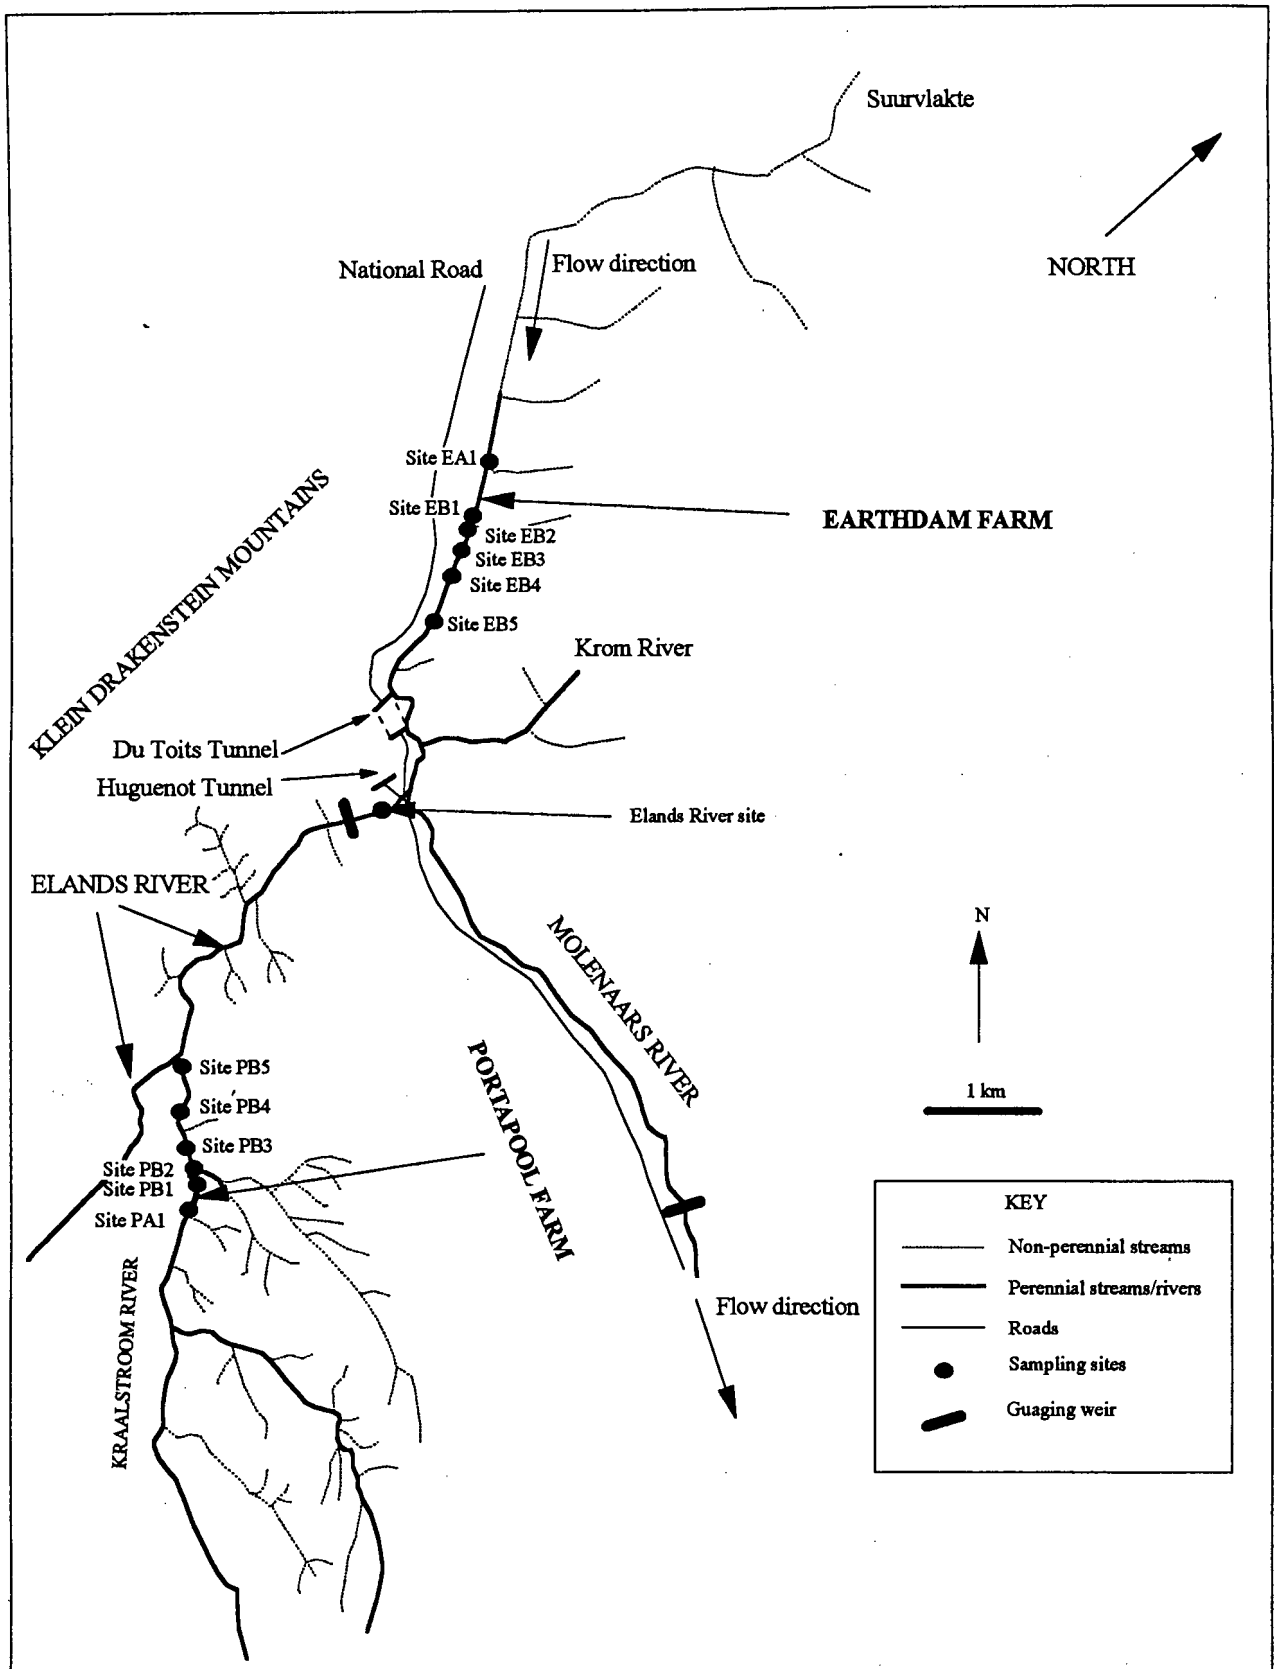 Suurvlakte
NORTH
National Road
Flow direction
Site EA1
Site EB1
EARTHDAM FARM
Site EB2
Site EB3
Site EB4
Site EB5
KLEIN DRAKENSTEIN MOUNTAINS
Krom River
Du Toits Tunnel
Huguenot Tunnel
Elands River site
ELANDS RIVER
N
MOLENAARS RIVER
PORTAPOOL FARM
1 km
Site PB5
Site PB4
Site PB3
Site PB2
Site PB1
Site PA1
KRAALSTROOM RIVER
Flow direction
KEY
Non-perennial streams
Perennial streams/rivers
Roads
Sampling sites
Guaging weir